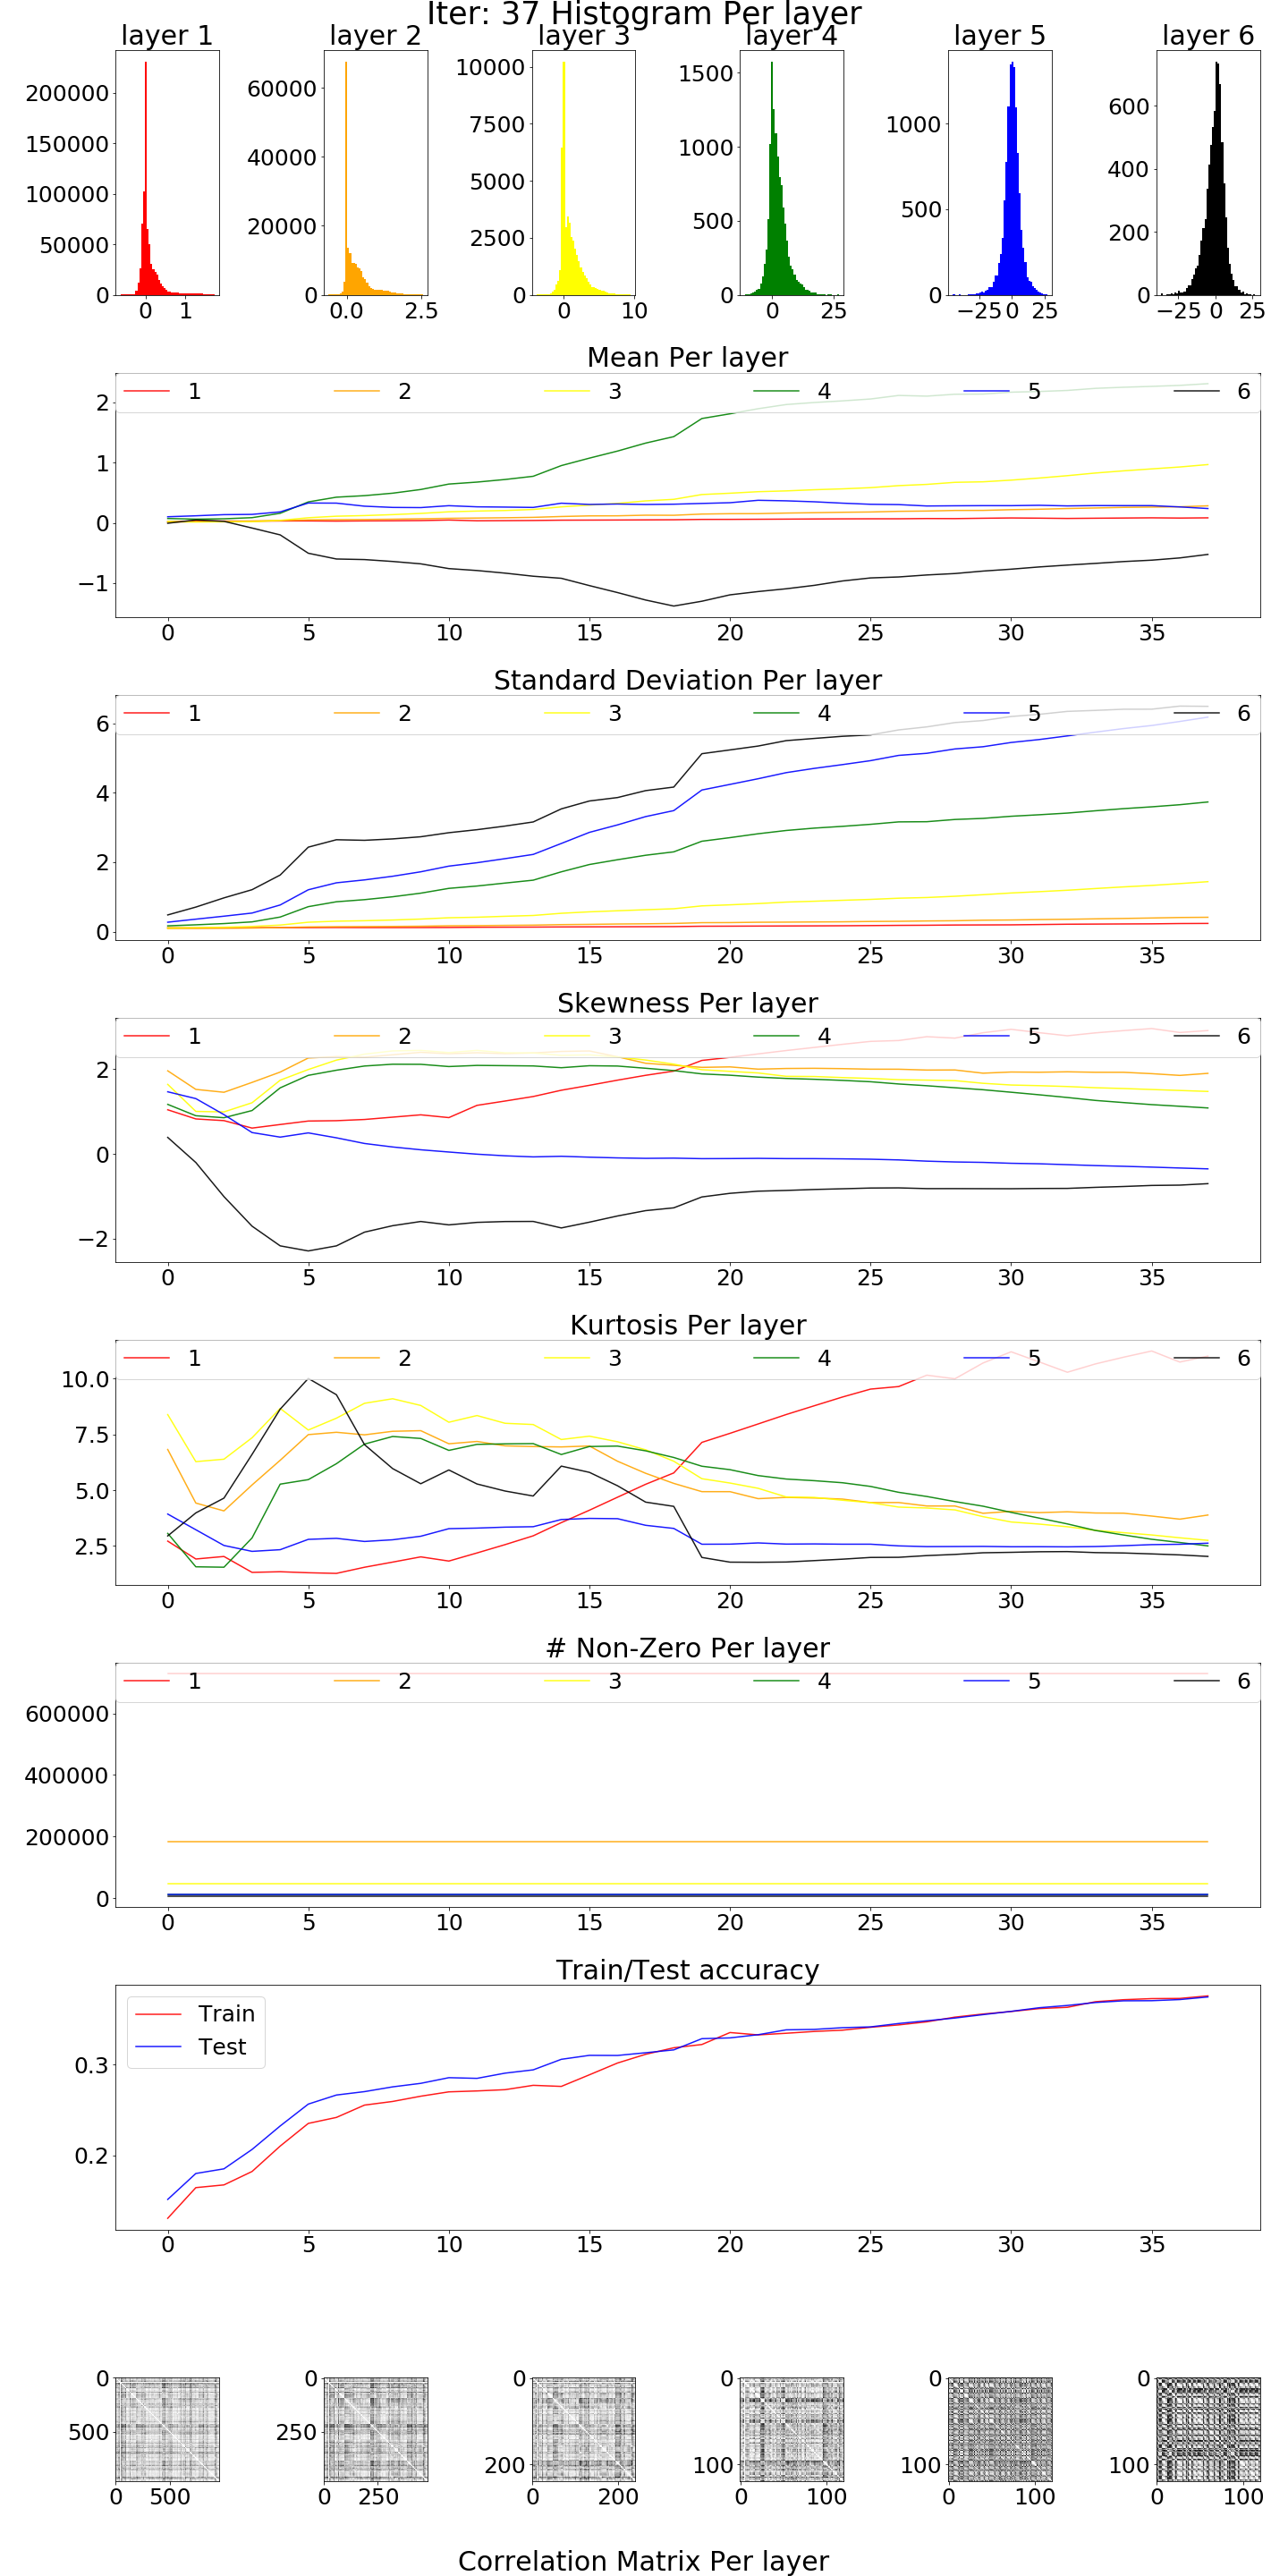 Iter: 37 Histogram Per layer
layer 1 layer 2 layer 3 layer 4 layer 5 layer 6
200000 150000 100000 50000 0
0 1
60000 40000 20000 0
0.0 2.5
10000 7500 5000 2500 0
0 10
1500 1000 500 0
0 25
1000 500 0
−25 0 25
600 400 200 0
−25 0 25
Mean Per layer
1 2 3 4 5 6
2
1
0
−1
0 5 10 15 20 25 30 35
Standard Deviation Per layer
1 2 3 4 5 6
6
4
2
0
0 5 10 15 20 25 30 35
Skewness Per layer
1 2 3 4 5 6
2
0
−2
0 5 10 15 20 25 30 35
Kurtosis Per layer
1 2 3 4 5 6
10.0
7.5
5.0
2.5
0 5 10 15 20 25 30 35
# Non-Zero Per layer
1 2 3 4 5 6
600000
400000
200000
0
0 5 10 15 20 25 30 35
Train/Test accuracy
Train
Test
0.3
0.2
0 5 10 15 20 25 30 35
0 500
0 500
0 250
0 250
0 200
0 200
0 100
0 100
0 100
0 100
0 100
0 100
Correlation Matrix Per layer